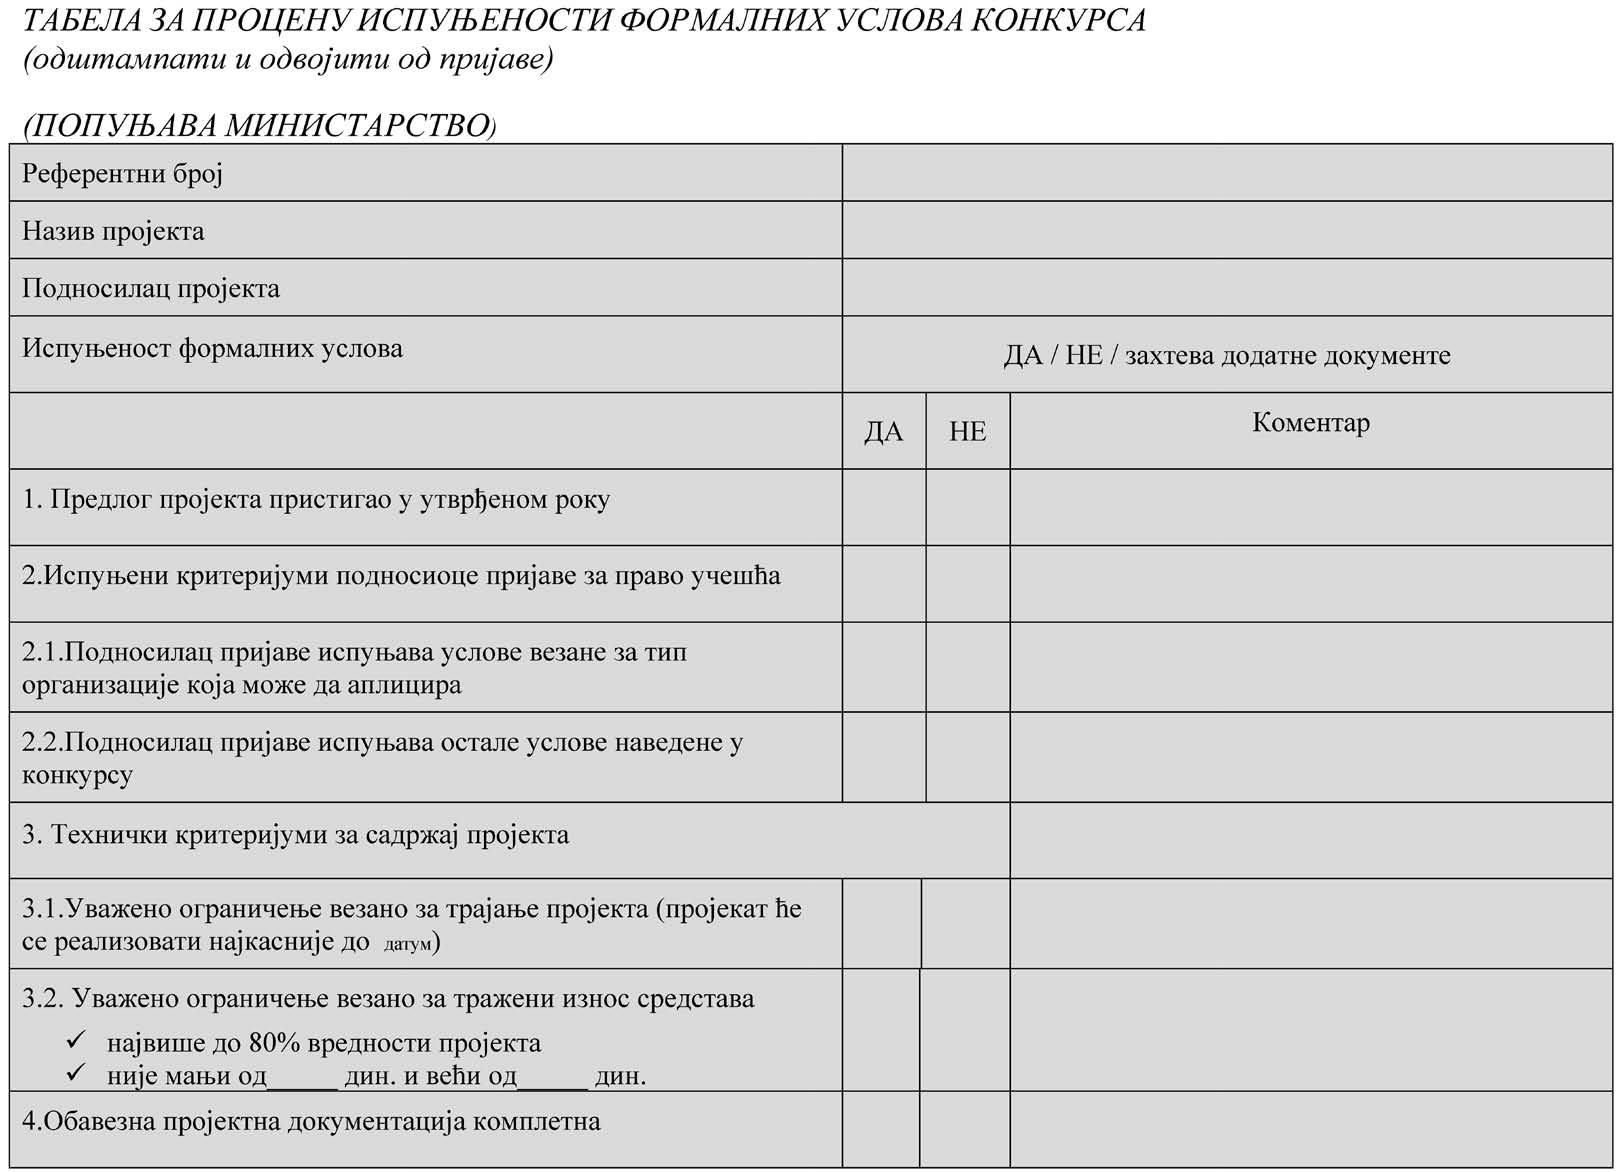 ТАБЕЛА ЗА ПРОЦЕНУ ИСПУЊЕНОСТИ ФОРМАЛНИХ УСЛОВА КОНКУРСА
(одштампати и одвојити од пријаве)
(ПОПУЊАВА МИНИСТАРСТВО)
Референтни број
Назив пројекта
Подносилац пројекта
Испуњеност формалних услова
ДА / НЕ / захтева додатне документе
ДА НЕ Коментар
1. Предлог пројекта пристигао у утврђеном року
2.Испуњени критеријуми подносиоце пријаве за право учешћа
2.1.Подносилац пријаве испуњава услове везане за тип
организације која може да аплицира
2.2.Подносилац пријаве испуњава остале услове наведене у
конкурсу
3. Технички критеријуми за садржај пројекта
3.1.Уважено ограничење везано за трајање пројекта (пројекат ће
се реализовати најкасније до датум)
3.2. Уважено ограничење везано за тражени износ средстава
✓ највише до 80% вредности пројекта
✓ није мањи од_____ дин. и већи од_____ дин.
4.Обавезна пројектна документација комплетна